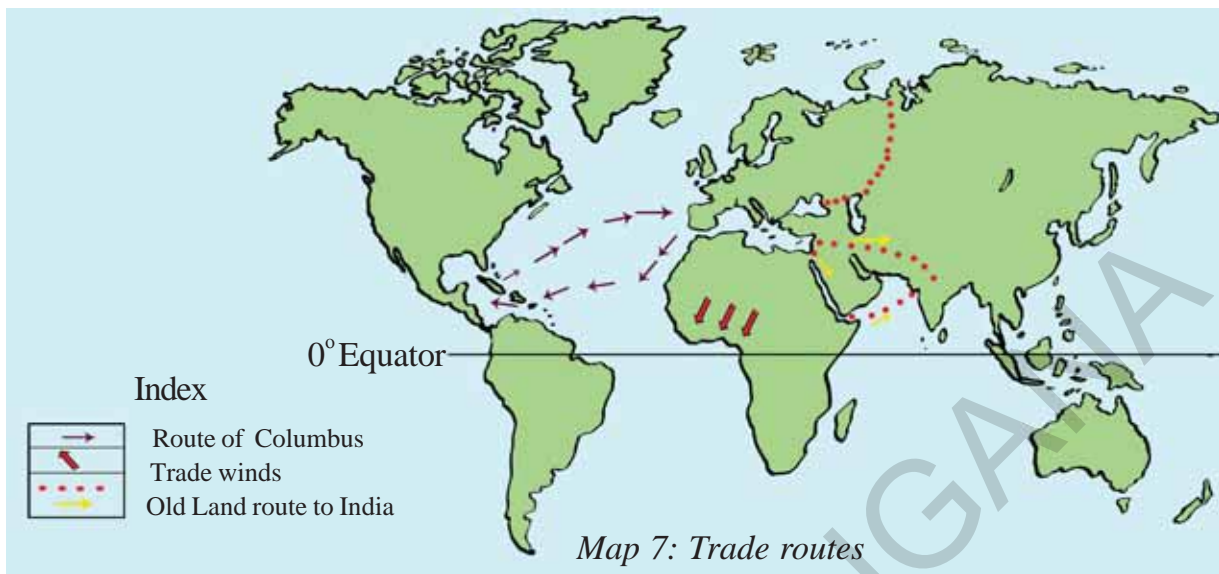 0° Equator
Index
Route of Columbus
Trade winds
Old Land route to India
Map 7: Trade routes